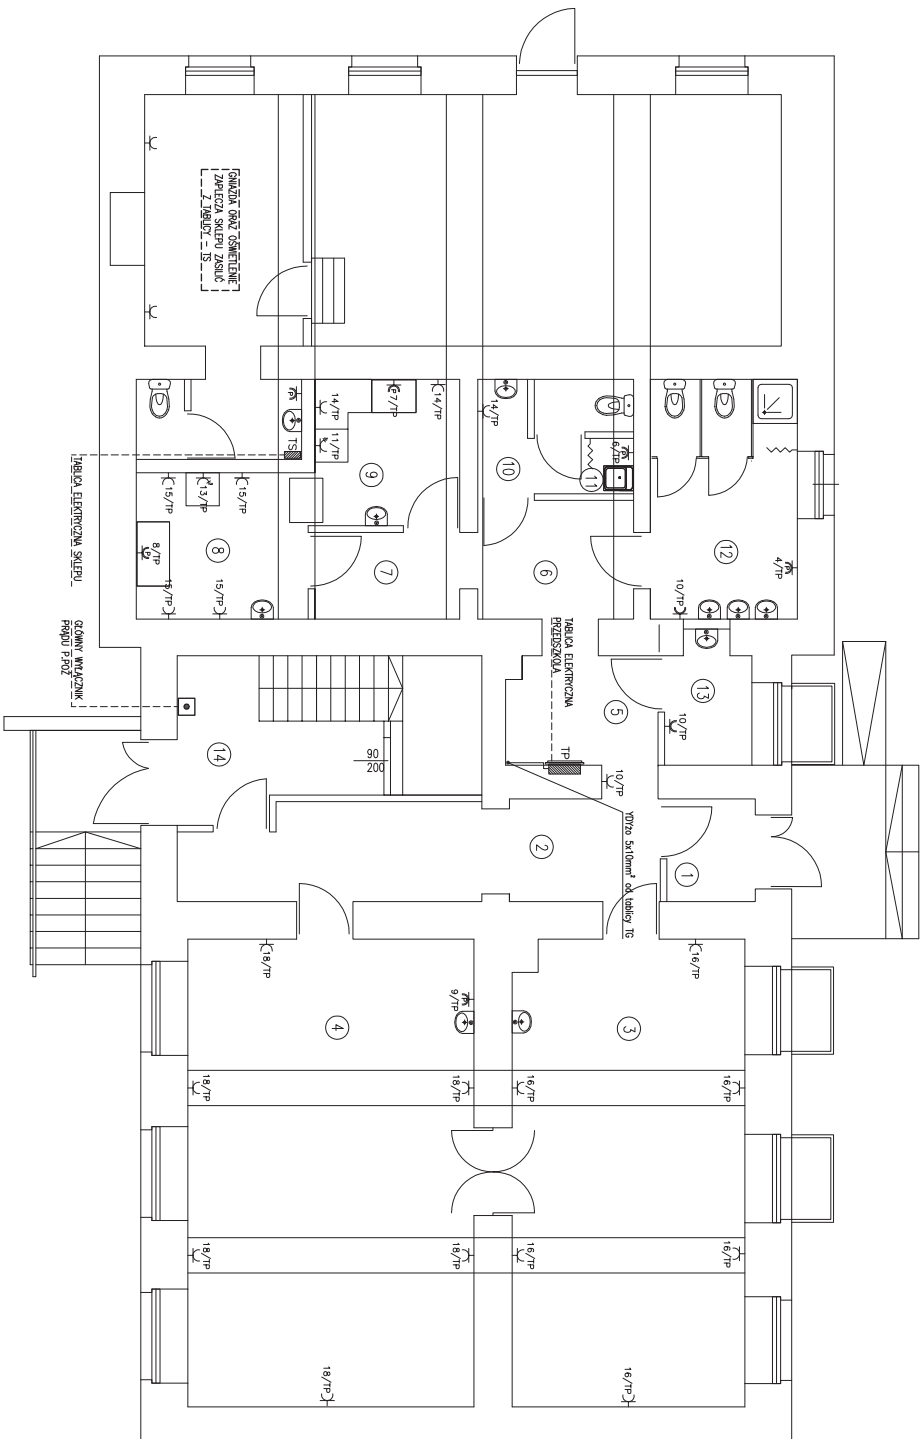 GNIAZDA ORAZ OŚWIETLENIE
ZAPLECZA SKLEPU ZASILIĆ
Z TABLICY - TS
TABLICA ELEKTRYCZNA SKLEPU
GŁÓWNY WYŁĄCZNIK
PRĄDU P.POŻ
TABLICA ELEKTRYCZNA
PRZEDSZKOLA
YDYżo 5x10mm² od tablicy TG
TS
TP
90
200
14/TP
11/TP
P7/TP
14/TP
14/TP
6/TP
4/TP
15/TP
13/TP
15/TP
8/TP
15/TP
15/TP
10/TP
10/TP
10/TP
18/TP
9/TP
16/TP
18/TP
18/TP
16/TP
16/TP
18/TP
18/TP
16/TP
16/TP
18/TP
16/TP
1
2
3
4
5
6
7
8
9
10
11
12
13
14